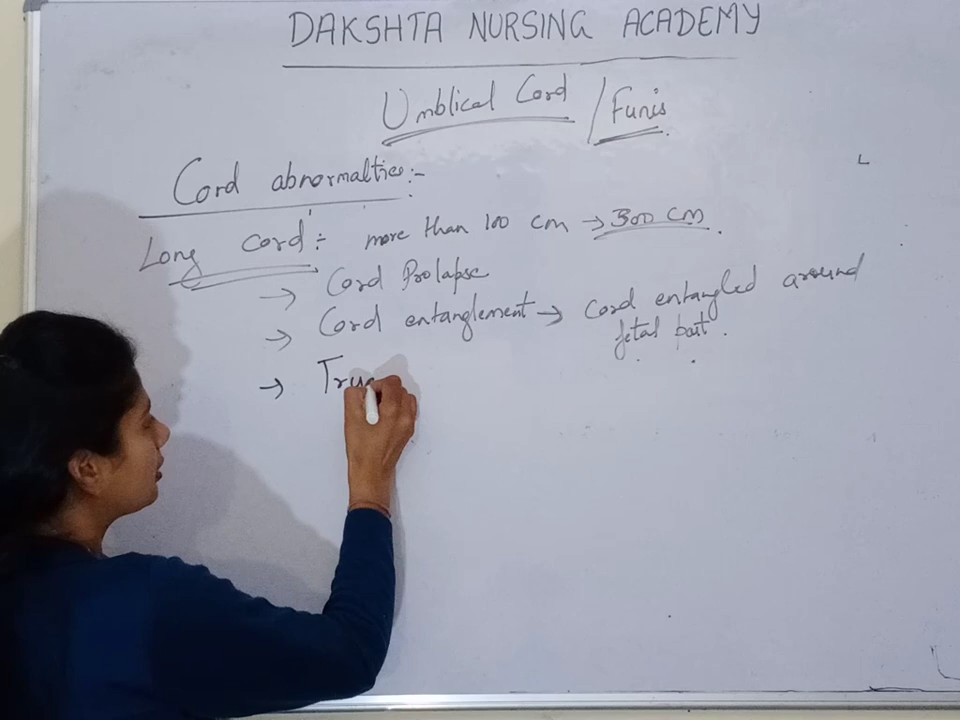 DAKSHTA NURSING ACADEMY
Umblical Cord / Funis
Cord abnormalties:-
Long Cord:- more than 100 cm → 300 cm.
→ Cord Prolapse
→ Cord entanglement → Cord entangled around
fetal part.
→ True